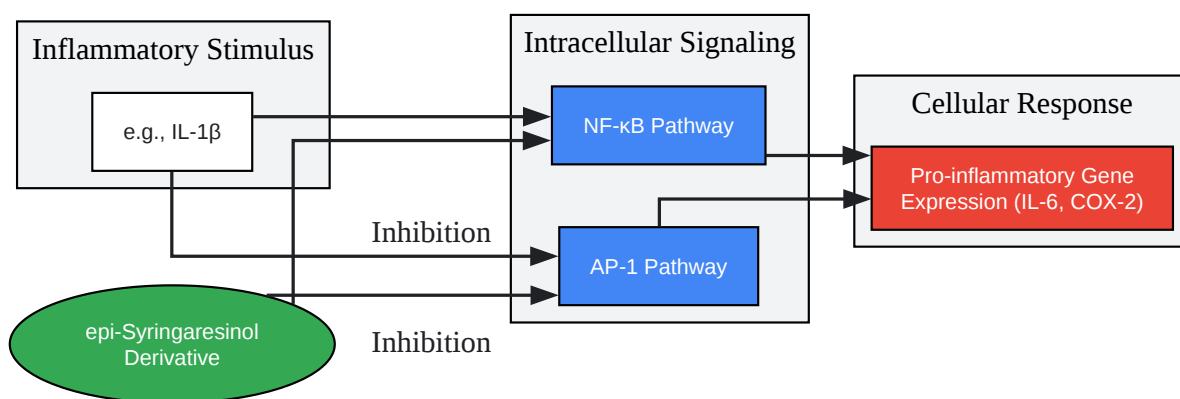 Inflammatory Stimulus
e.g., IL-1β
Intracellular Signaling
NF-κB Pathway
AP-1 Pathway
Cellular Response
Pro-inflammatory Gene
Expression (IL-6, COX-2)
Inhibition
epi-Syringaresinol
Derivative
Inhibition